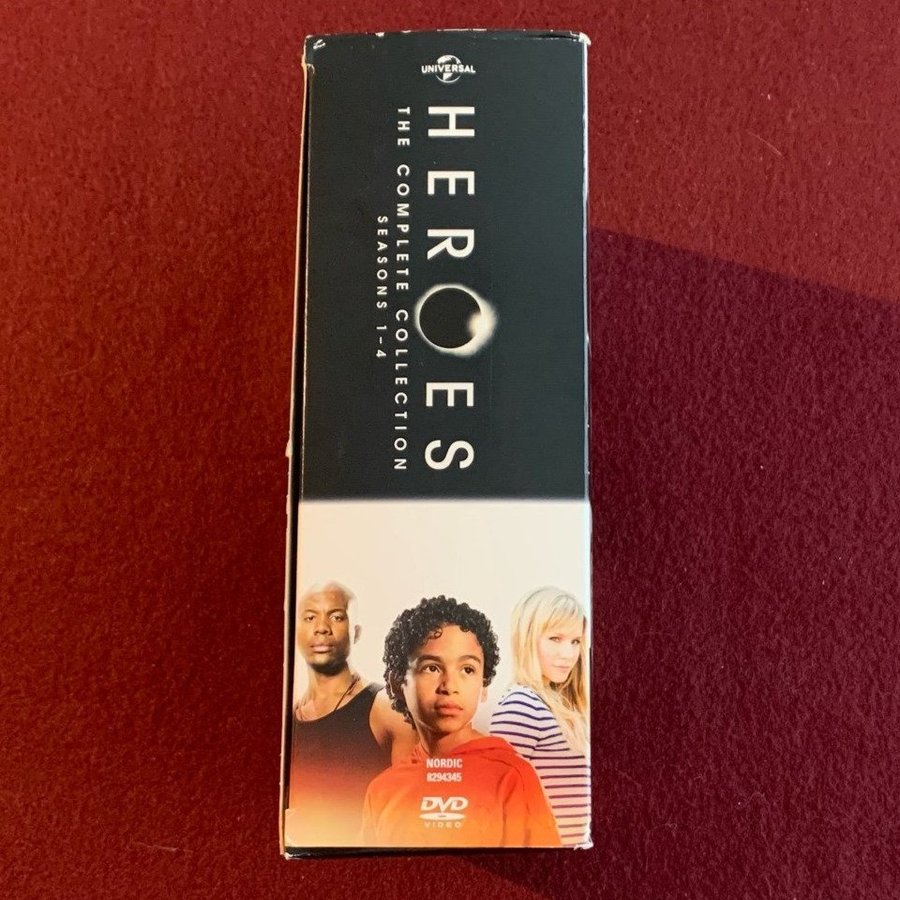 UNIVERSAL
HEROES
THE COMPLETE COLLECTION
SEASONS 1-4
NORDIC
8294345
DVD
VIDEO